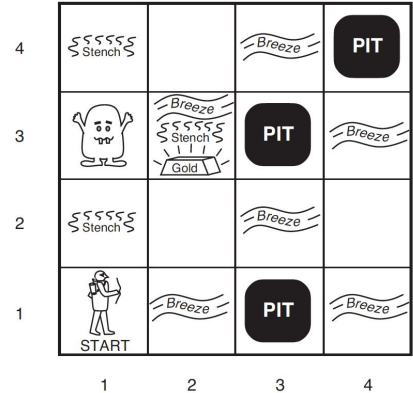 4
Stench
Breeze
PIT
3
Breeze
Stench
Gold
PIT
Breeze
2
Stench
Breeze
1
START
Breeze
PIT
Breeze
1 2 3 4